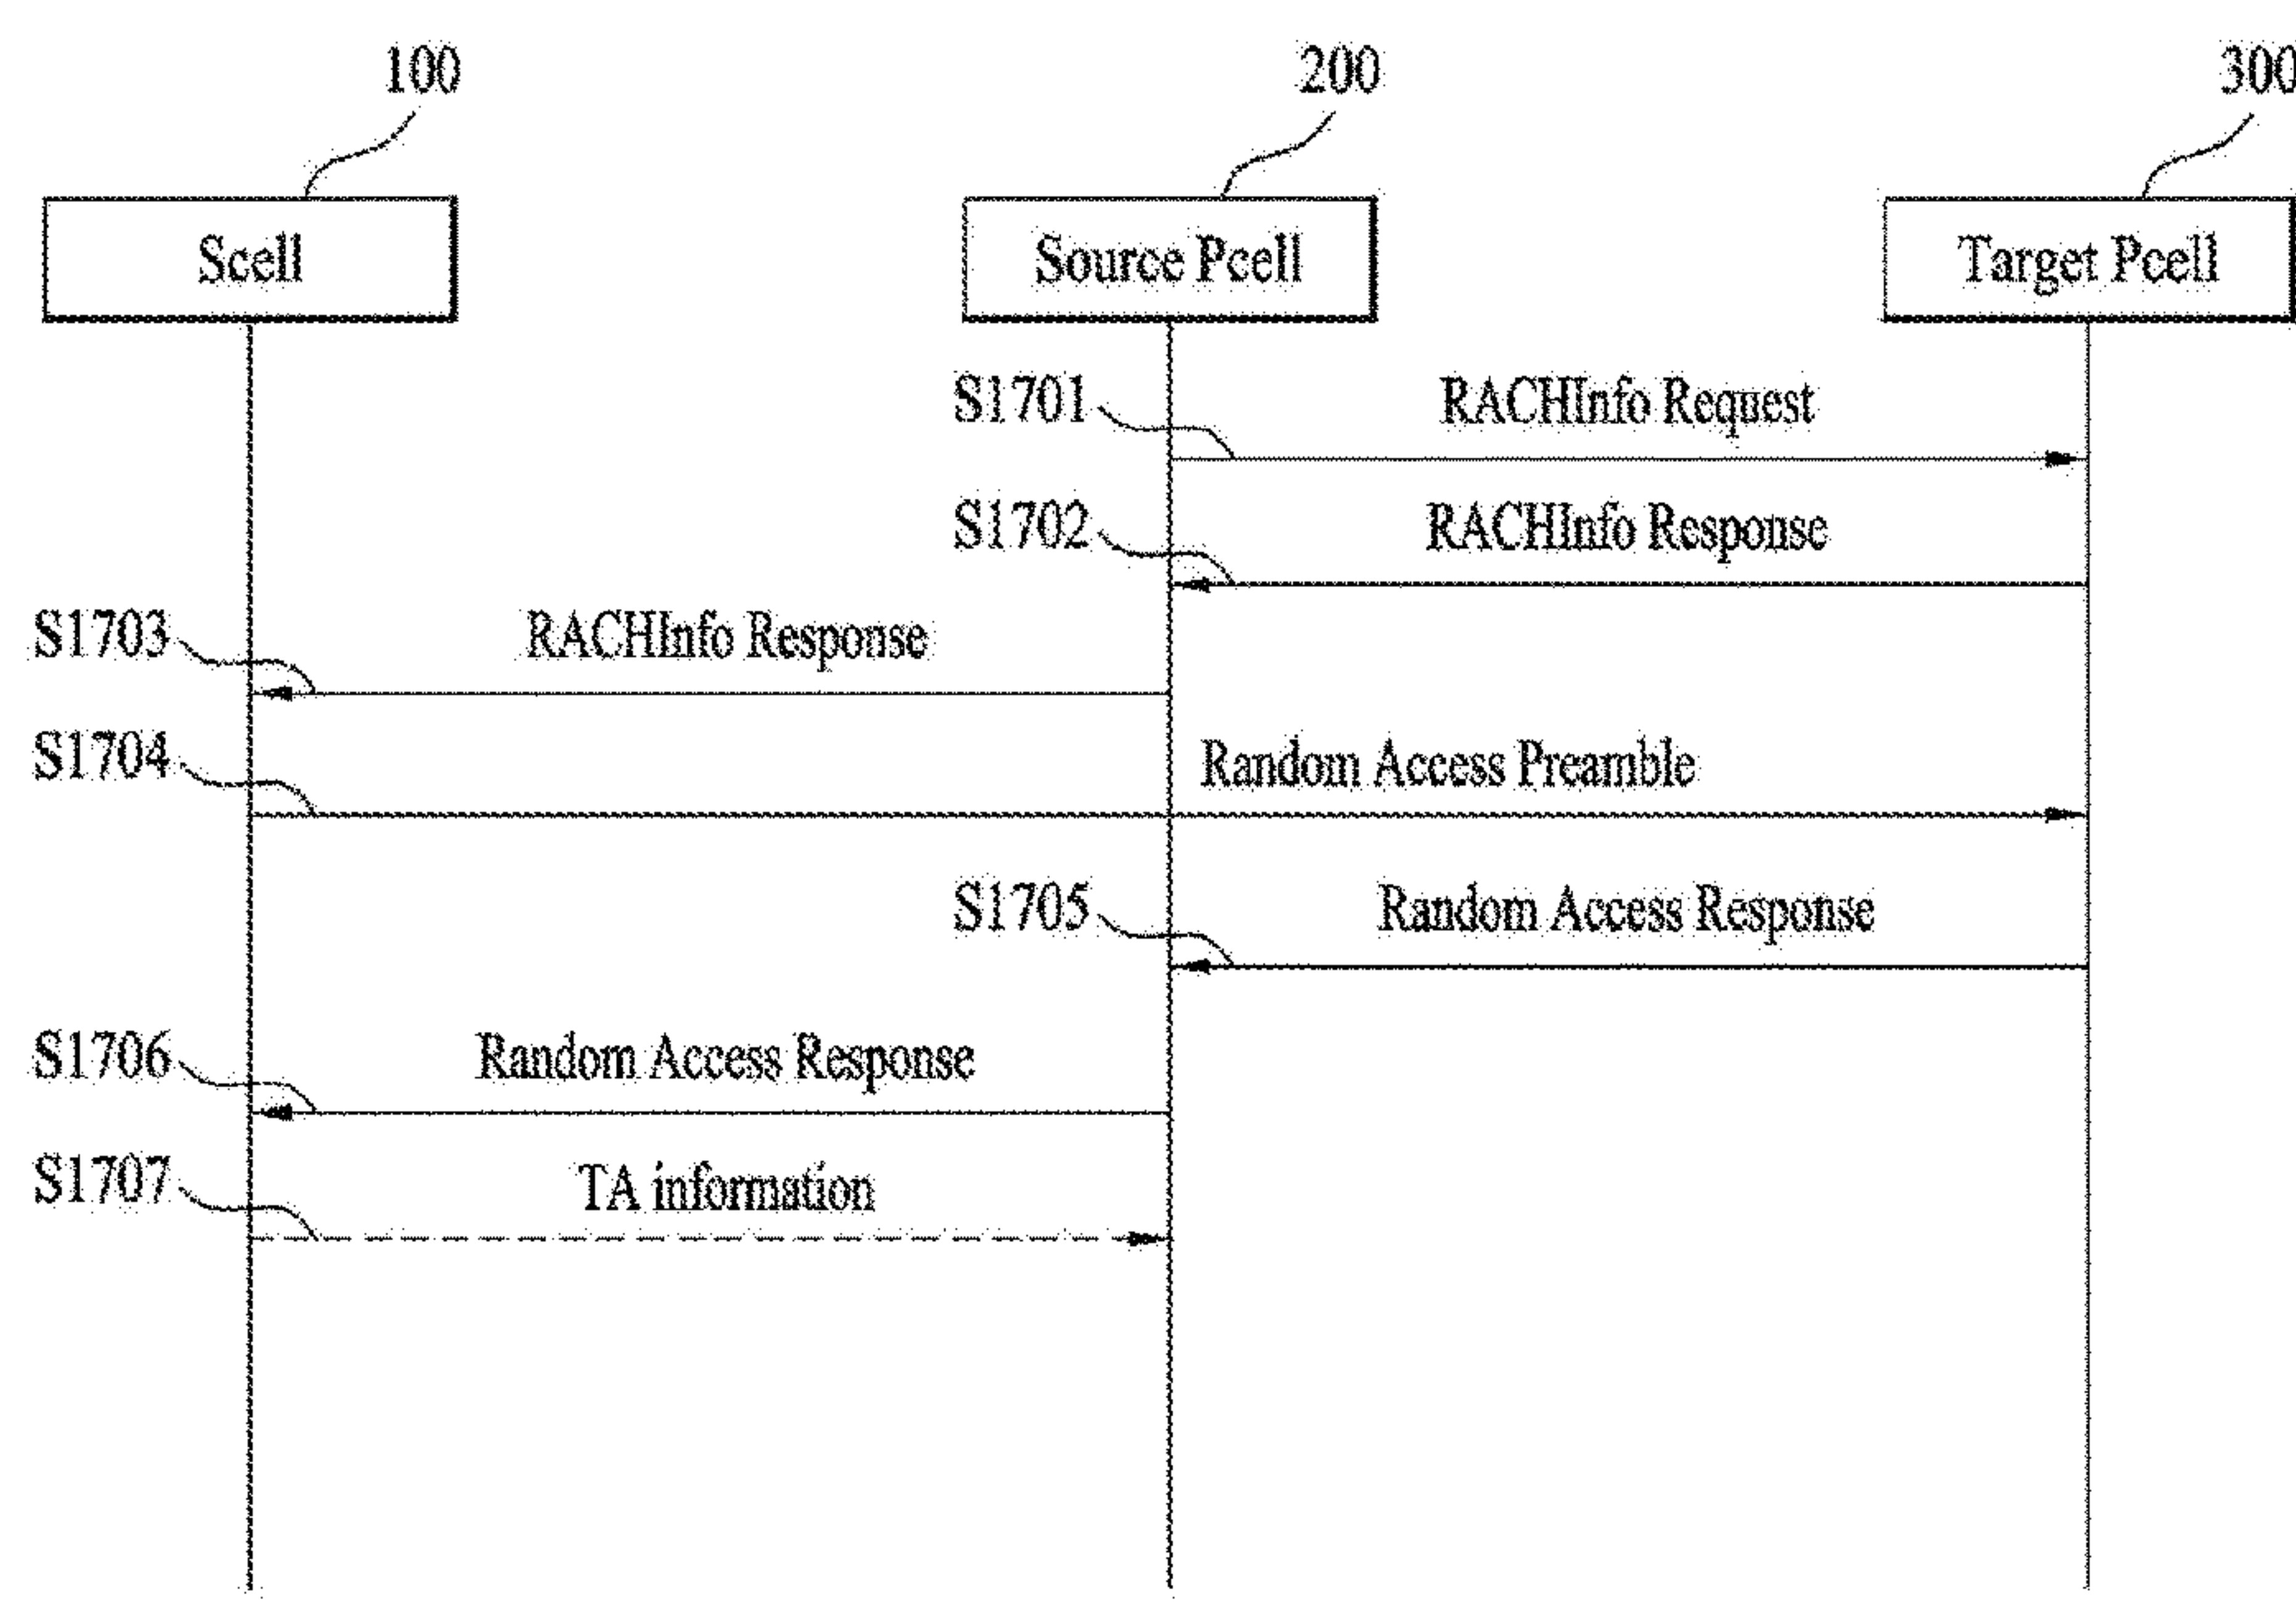 100
200
300
Scell
Source Pcell
Target Pcell
S1701
RACHInfo Request
S1702
RACHInfo Response
S1703
RACHInfo Response
S1704
Random Access Preamble
S1705
Random Access Response
S1706
Random Access Response
S1707
TA information